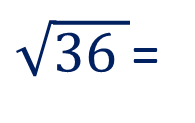 √36 =